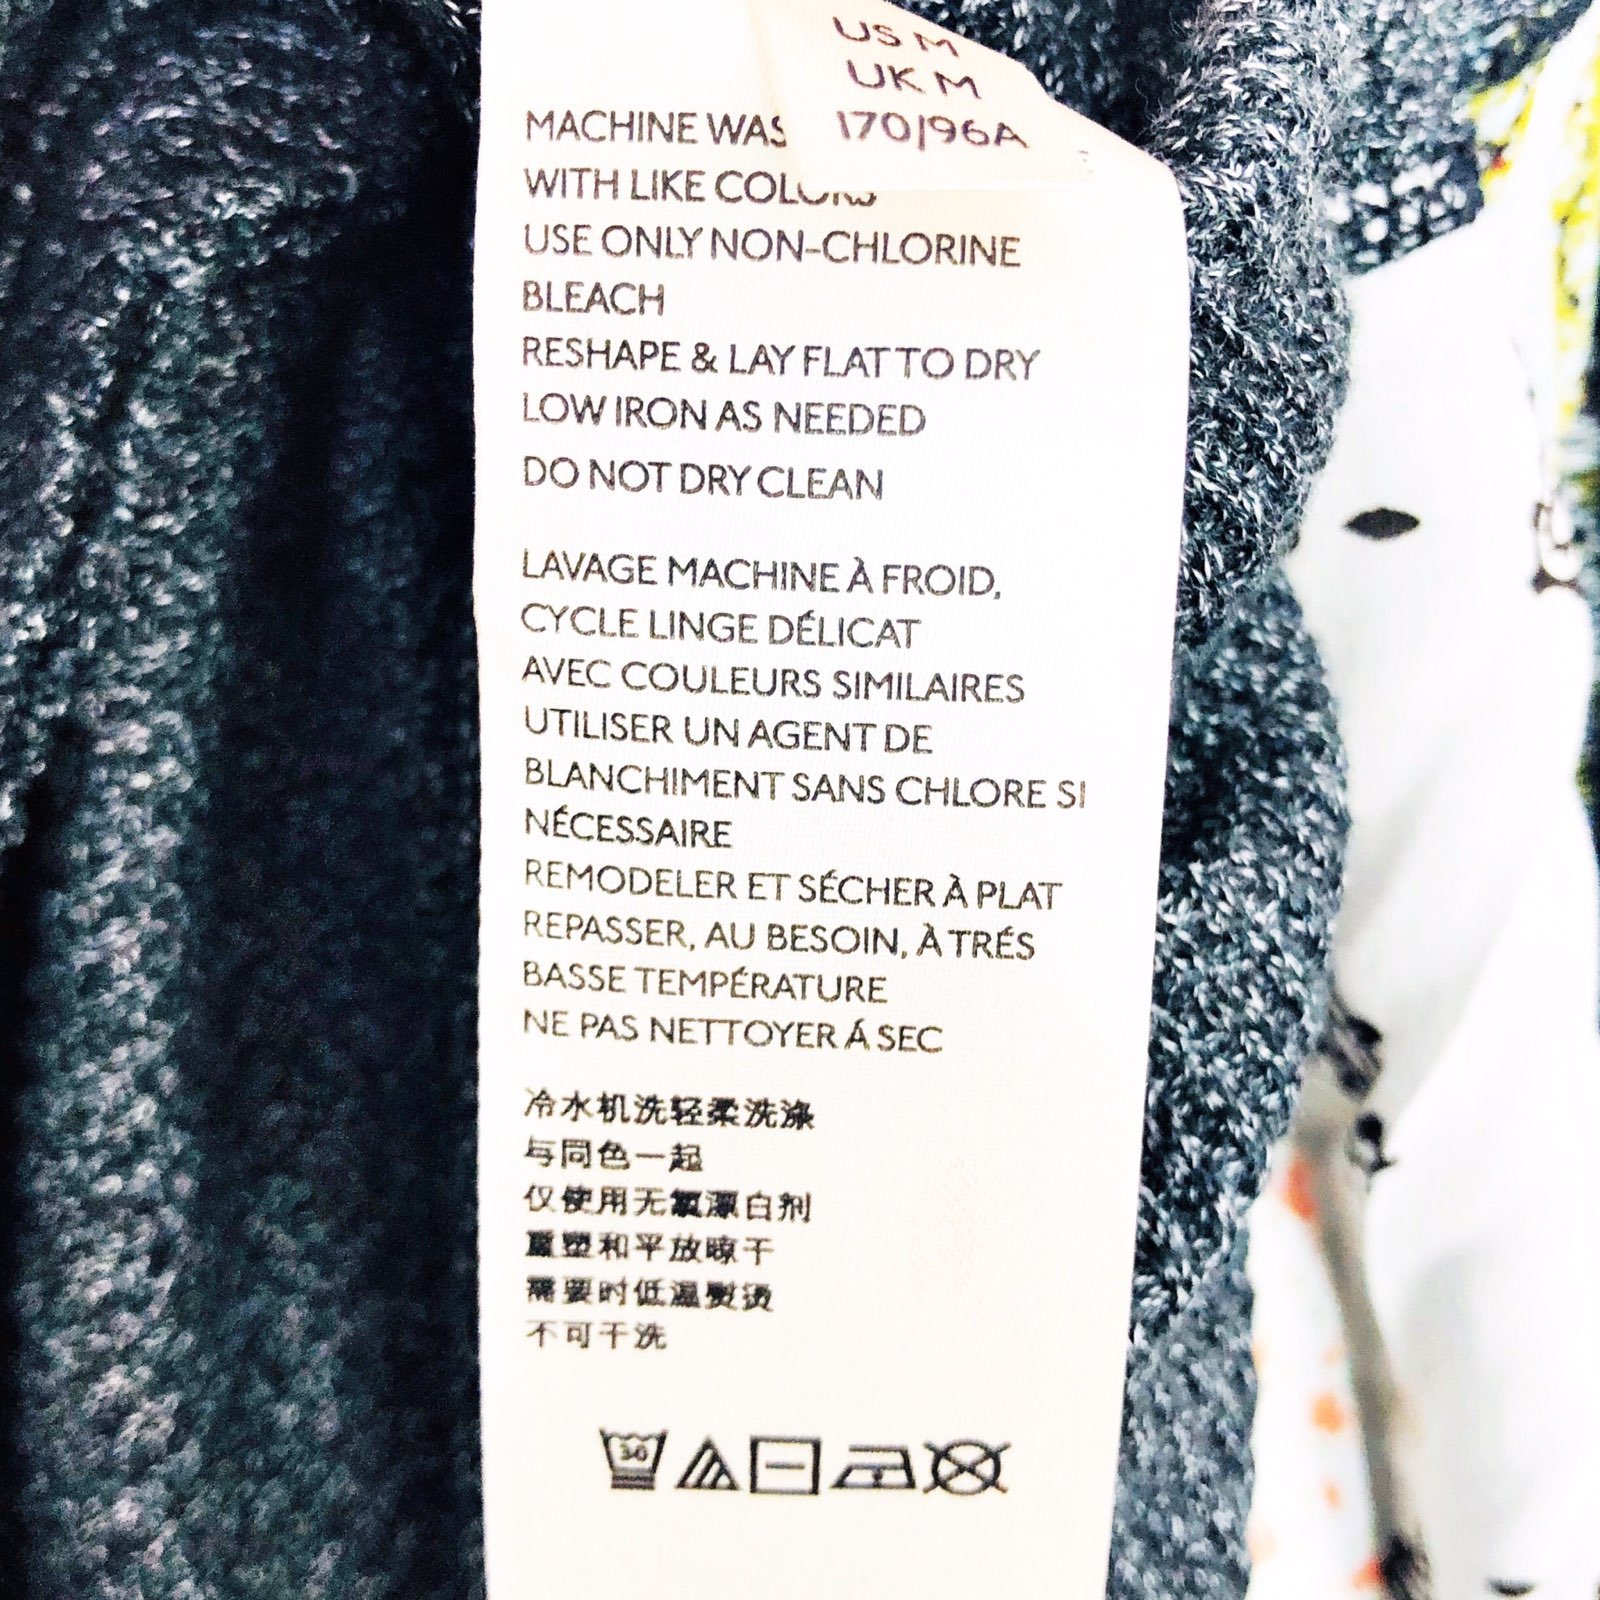 US M
UK M
170/96A
MACHINE WAS
WITH LIKE COLORS
USE ONLY NON-CHLORINE
BLEACH
RESHAPE & LAY FLAT TO DRY
LOW IRON AS NEEDED
DO NOT DRY CLEAN
LAVAGE MACHINE À FROID,
CYCLE LINGE DÉLICAT
AVEC COULEURS SIMILAIRES
UTILISER UN AGENT DE
BLANCHIMENT SANS CHLORE SI
NÉCESSAIRE
REMODELER ET SÉCHER À PLAT
REPASSER, AU BESOIN, À TRÉS
BASSE TEMPÉRATURE
NE PAS NETTOYER Á SEC
冷水机洗轻柔洗涤
与同色一起
仅使用无氯漂白剂
重塑和平放晾干
需要时低温熨烫
不可干洗
30